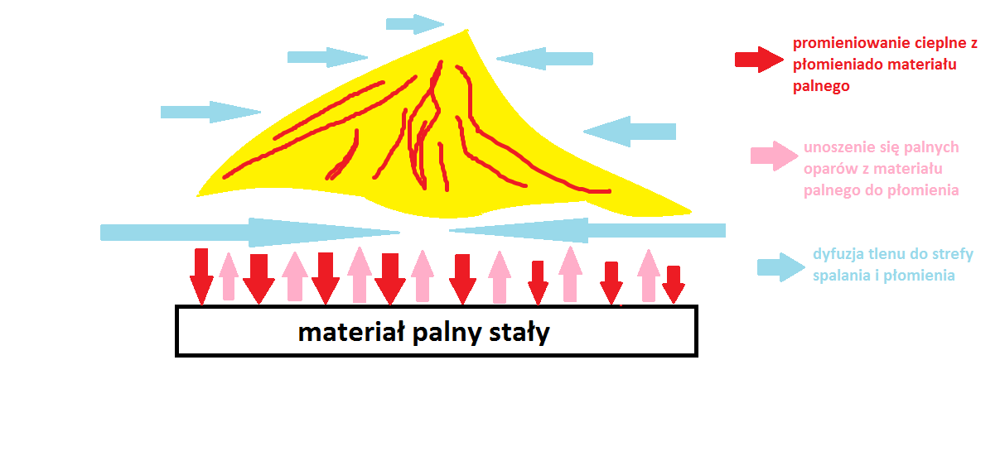 promieniowanie cieplne z
płomieniado materiału
palnego
unoszenie się palnych
oparów z materiału
palnego do płomienia
dyfuzja tlenu do strefy
spalania i płomienia
materiał palny stały